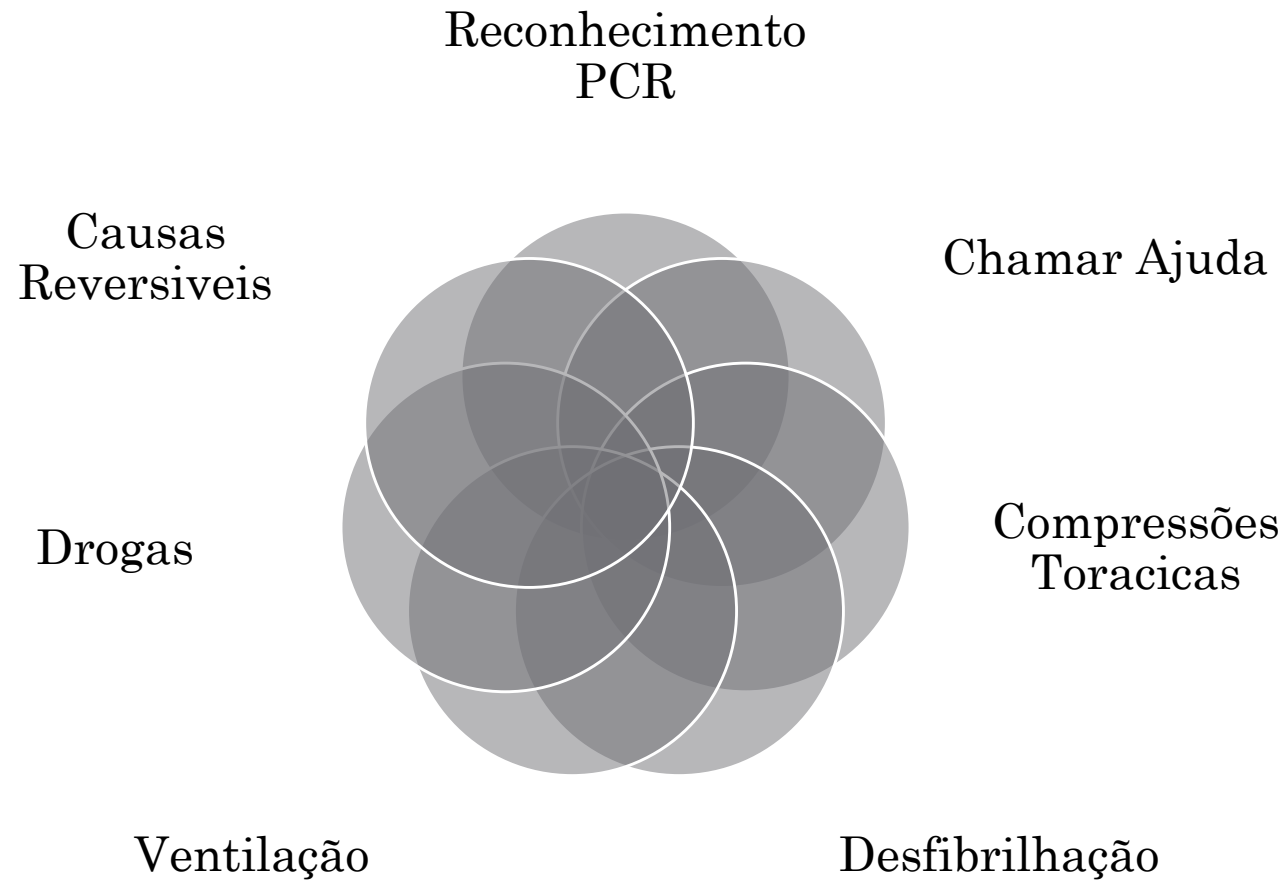 Reconhecimento
PCR
Chamar Ajuda
Compressões
Toracicas
Desfibrilhação
Ventilação
Drogas
Causas
Reversiveis